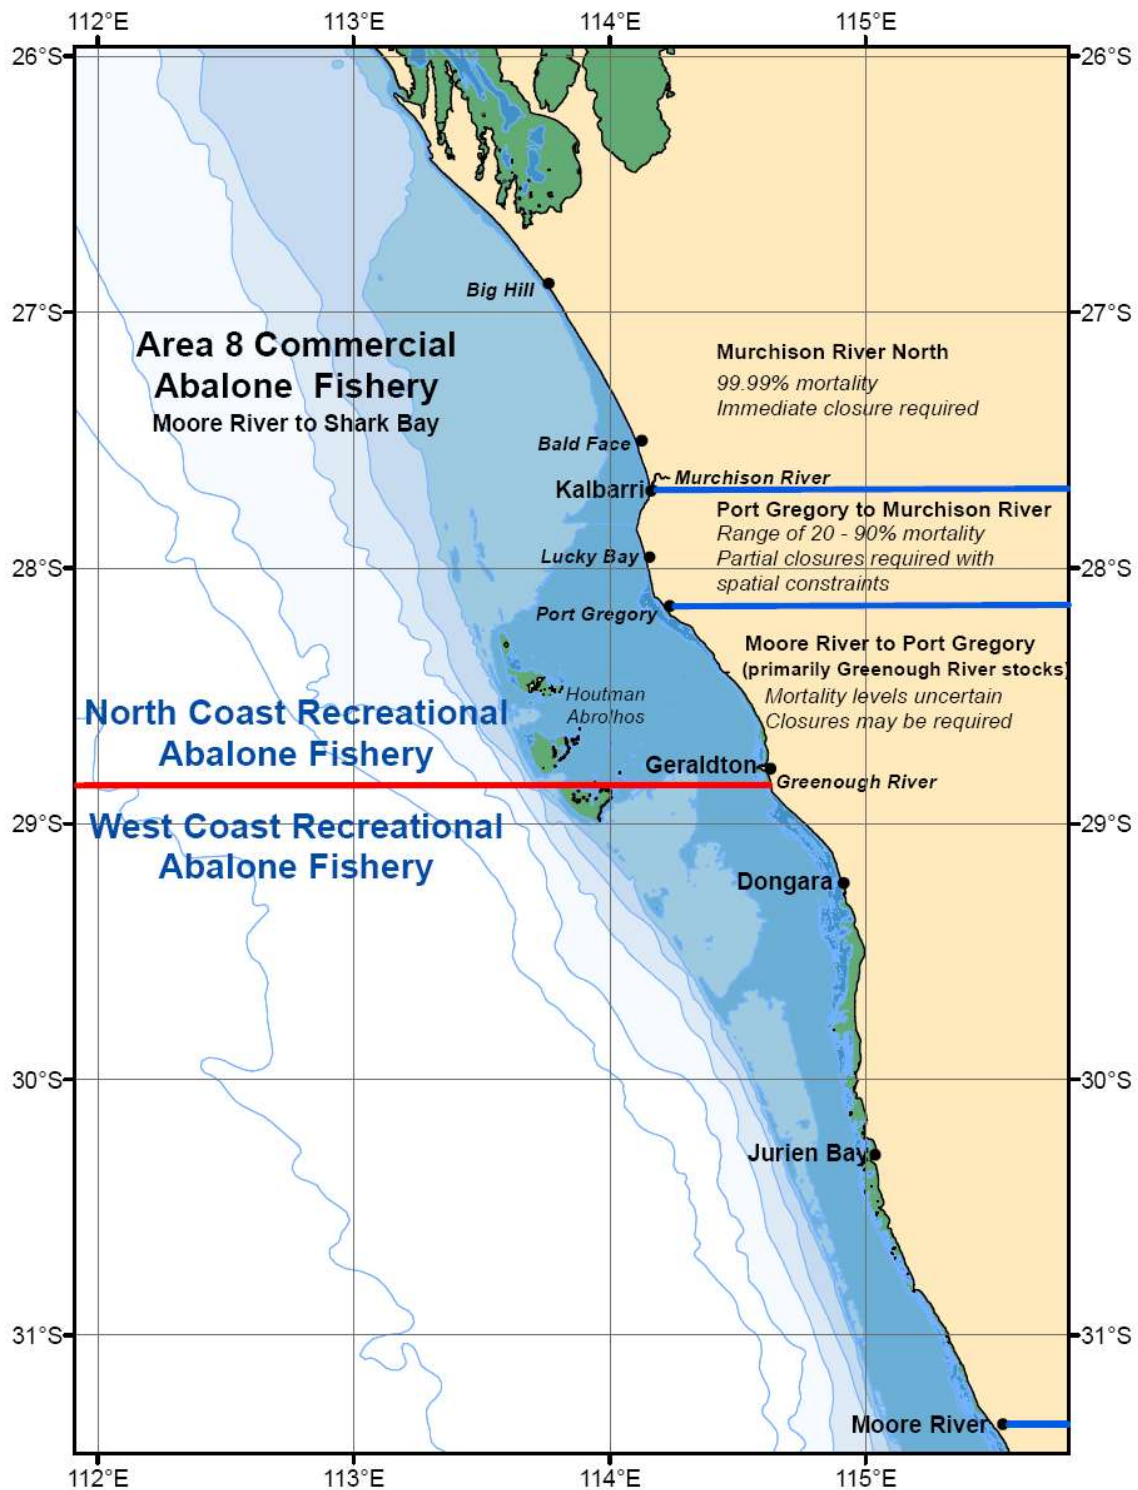 112°E
113°E
114°E
115°E
26°S
26°S
Big Hill
27°S
27°S
Area 8 Commercial
Abalone Fishery
Moore River to Shark Bay
Murchison River North
99.99% mortality
Immediate closure required
Bald Face
Murchison River
Kalbarri
Port Gregory to Murchison River
Range of 20 - 90% mortality
Partial closures required with
spatial constraints
Lucky Bay
28°S
28°S
Port Gregory
Moore River to Port Gregory
(primarily Greenough River stocks)
Mortality levels uncertain
Closures may be required
Houtman
Abrolhos
North Coast Recreational
Abalone Fishery
Geraldton
Greenough River
29°S
29°S
West Coast Recreational
Abalone Fishery
Dongara
30°S
30°S
Jurien Bay
31°S
31°S
Moore River
112°E
113°E
114°E
115°E